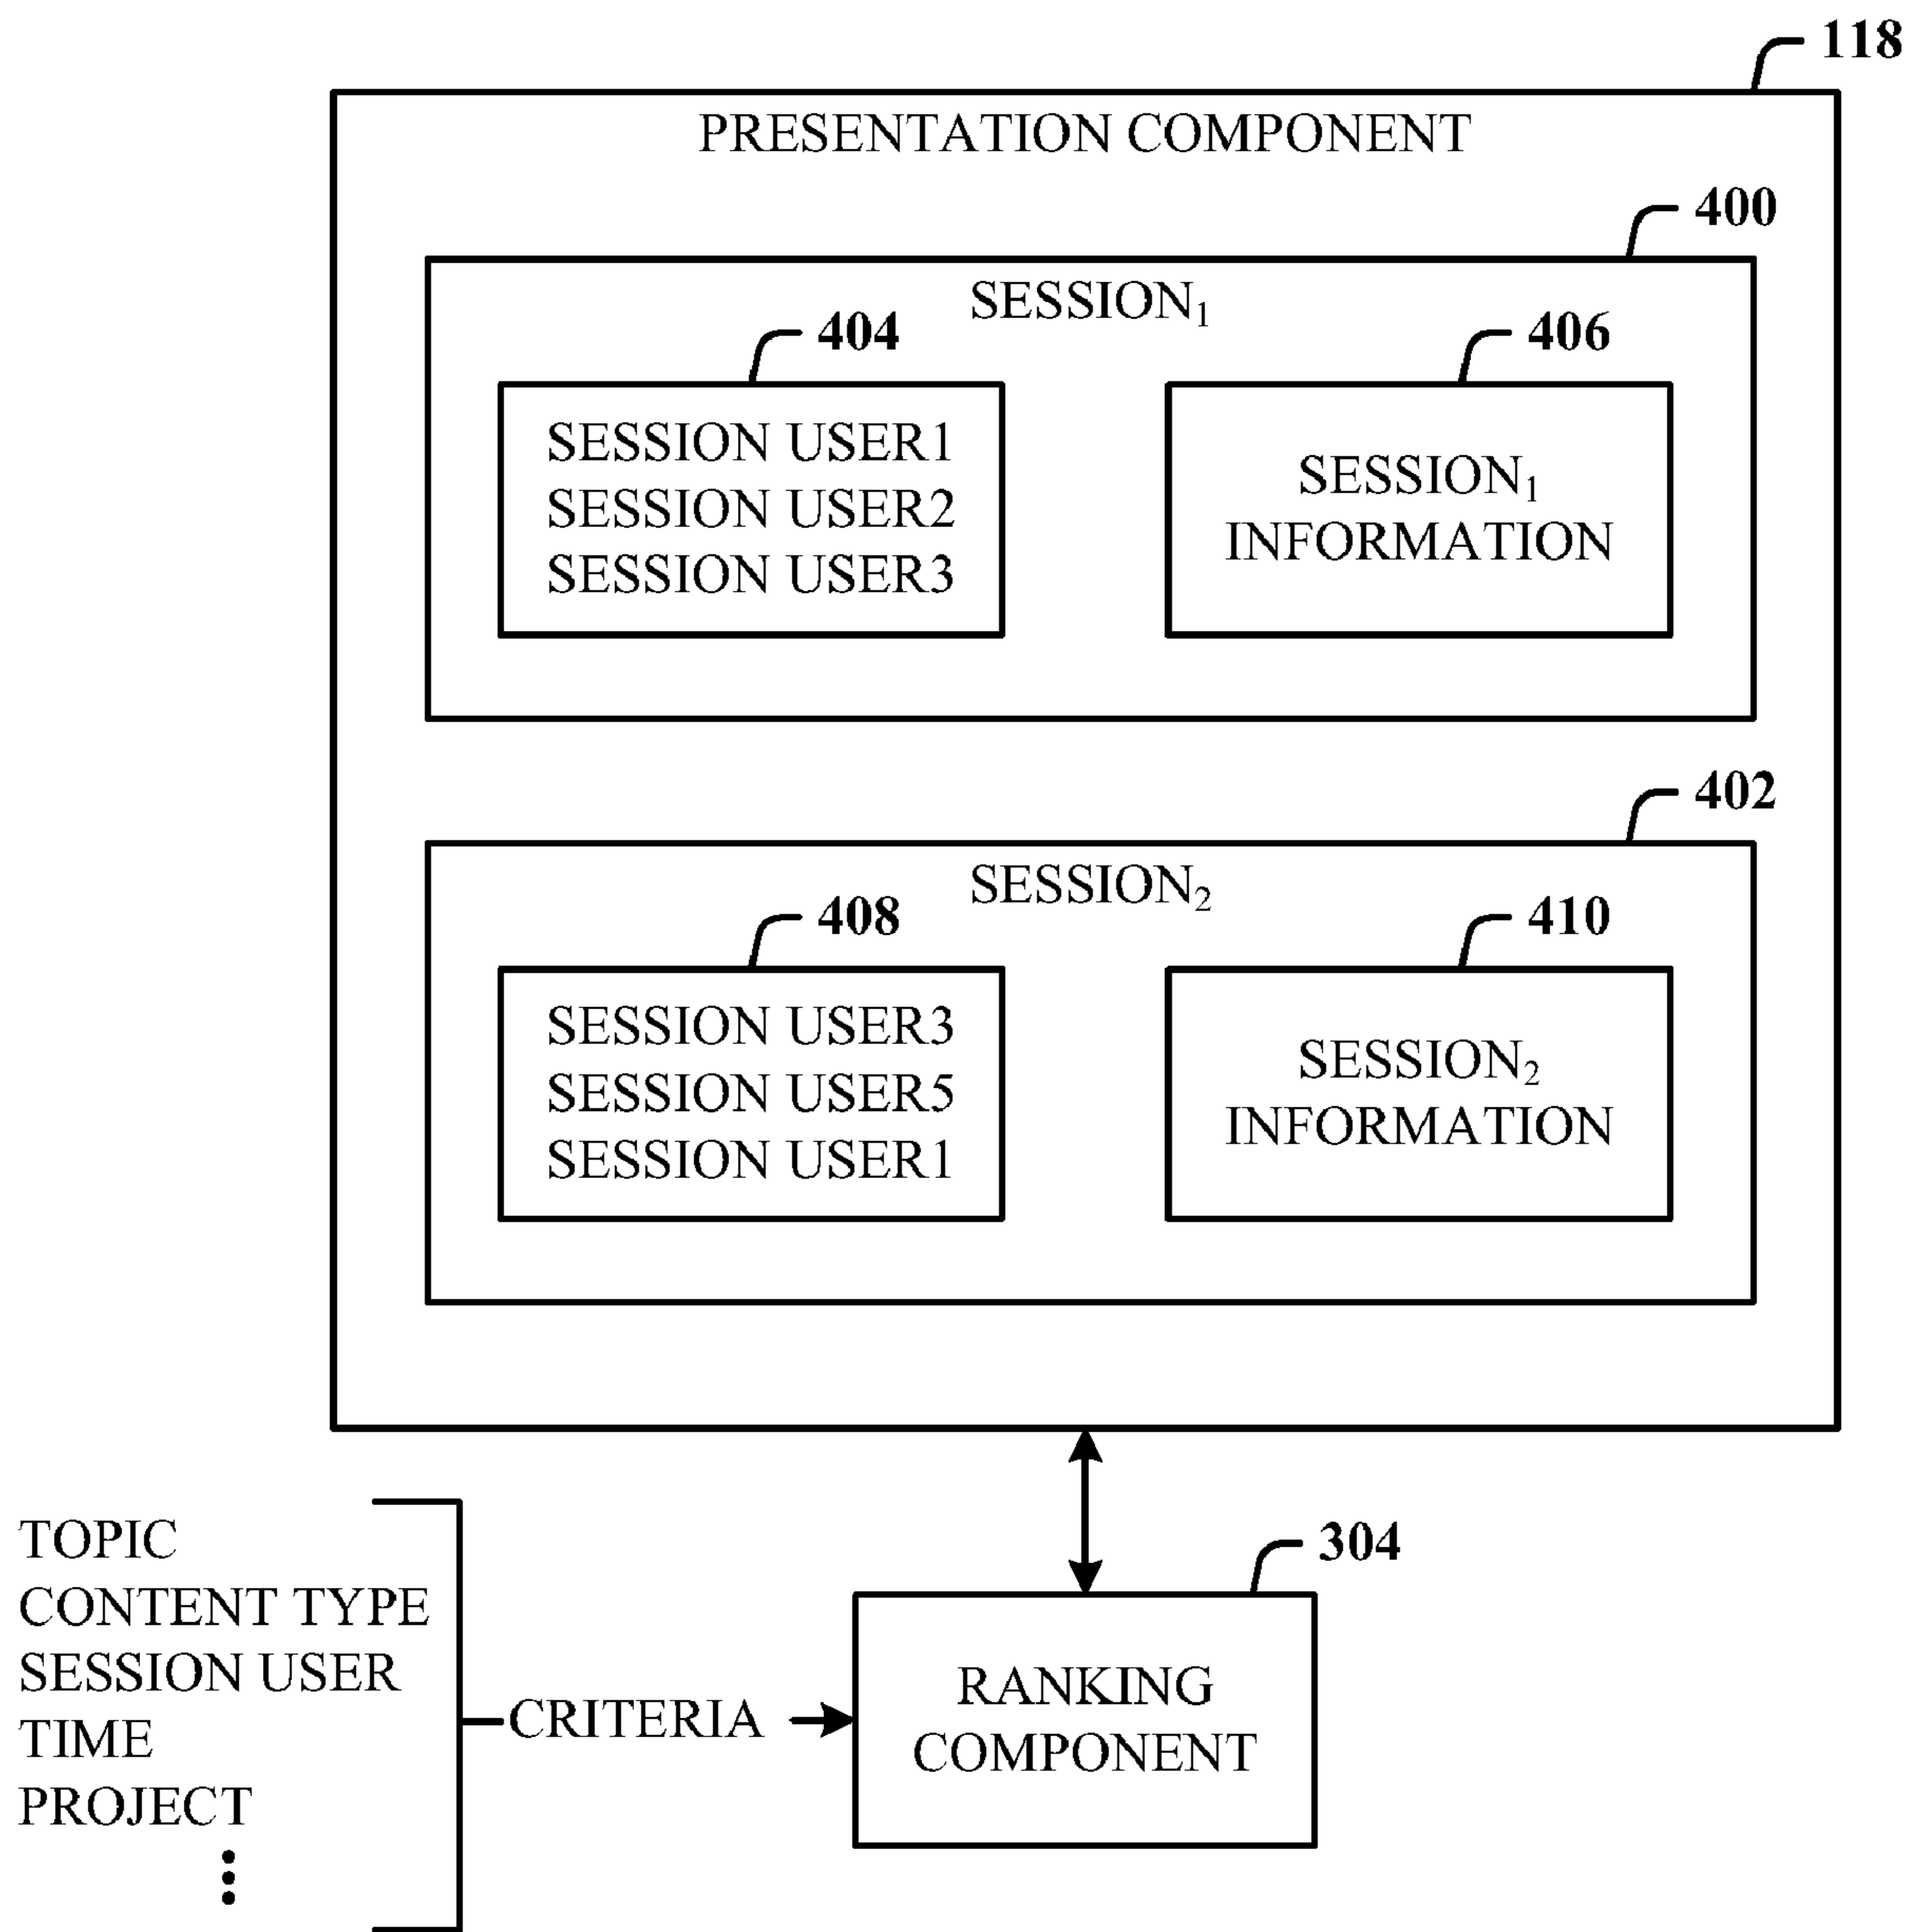 118
PRESENTATION COMPONENT
400
SESSION₁
404
406
SESSION USER1
SESSION USER2
SESSION USER3
SESSION₁
INFORMATION
402
SESSION₂
408
410
SESSION USER3
SESSION USER5
SESSION USER1
SESSION₂
INFORMATION
TOPIC
CONTENT TYPE
SESSION USER
TIME
PROJECT
CRITERIA
304
RANKING
COMPONENT